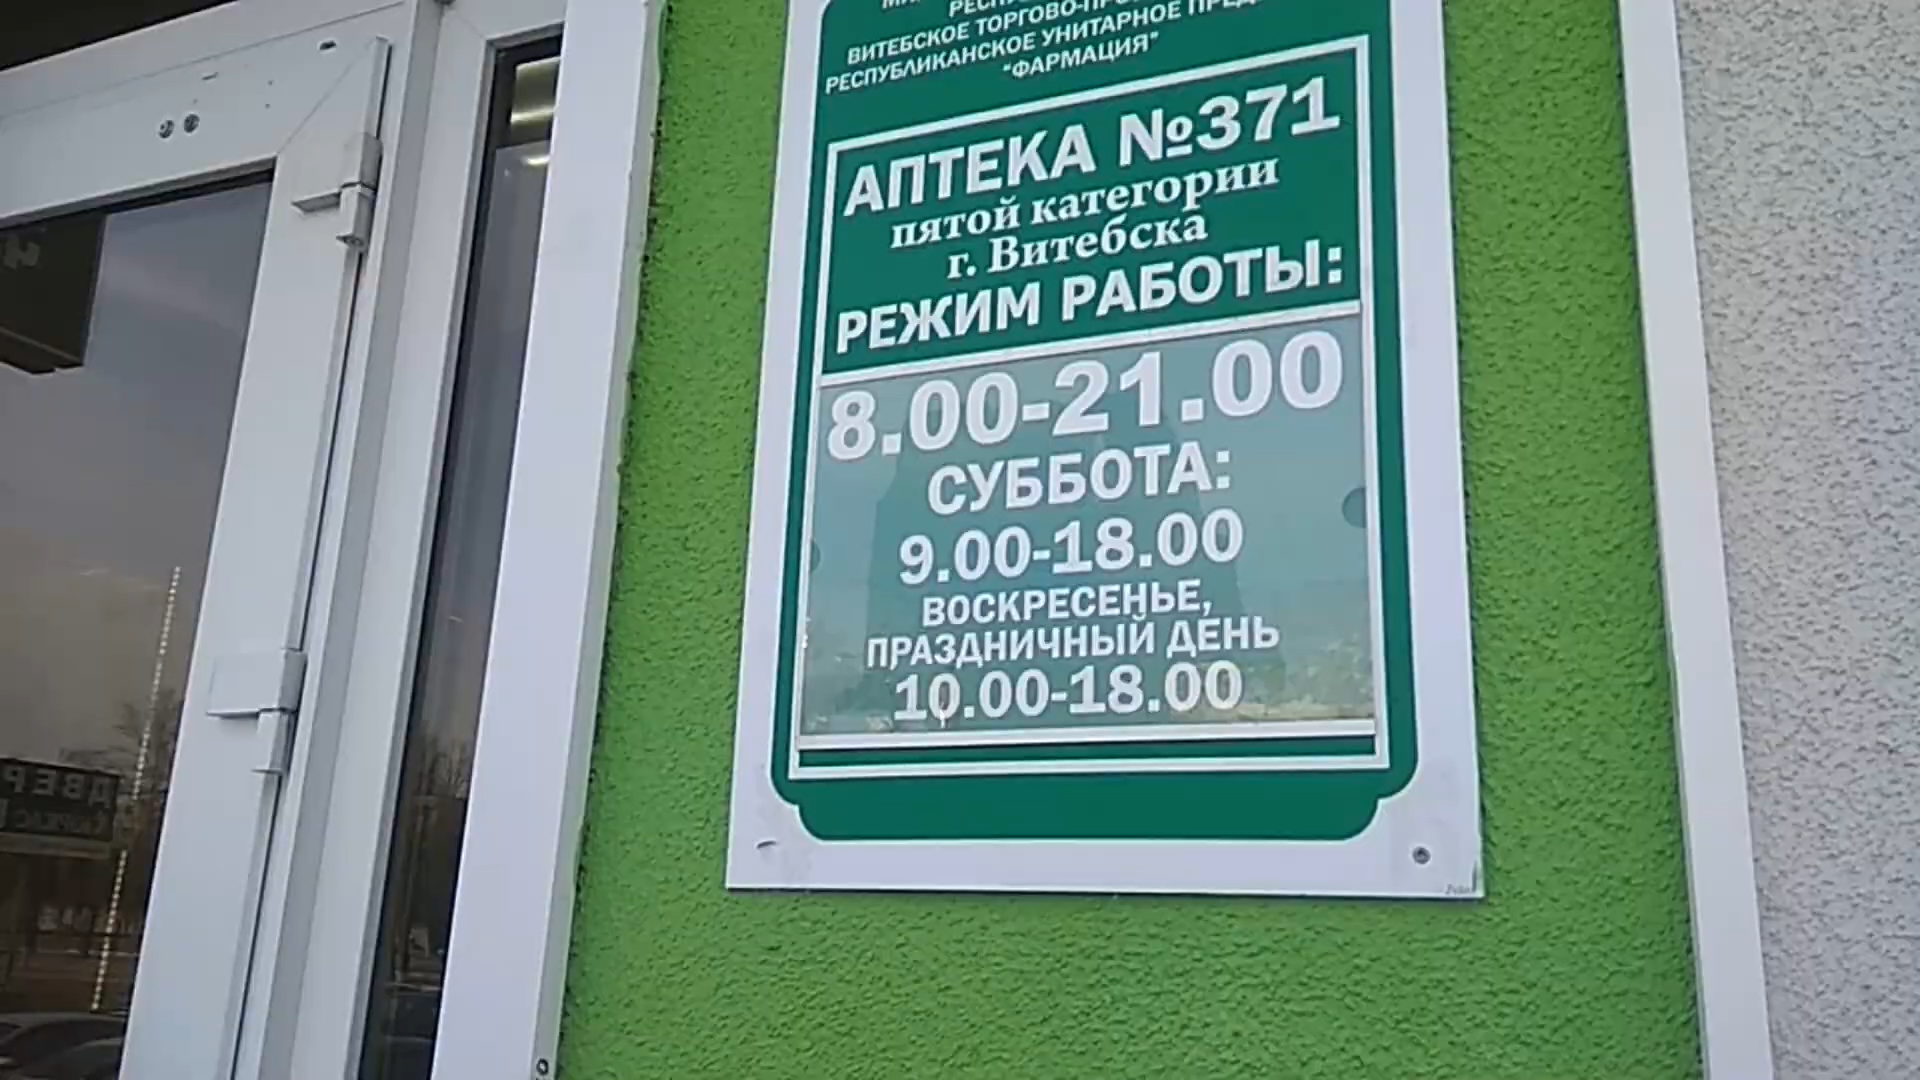 ВИТЕБСКОЕ
РЕСПУБЛИКАНСКОЕ УНИТАРНОЕ
"ФАРМАЦИЯ"
АПТЕКА №371
пятой категории
г. Витебска
РЕЖИМ РАБОТЫ:
8.00-21.00
СУББОТА:
9.00-18.00
ВОСКРЕСЕНЬЕ,
ПРАЗДНИЧНЫЙ ДЕНЬ
10.00-18.00